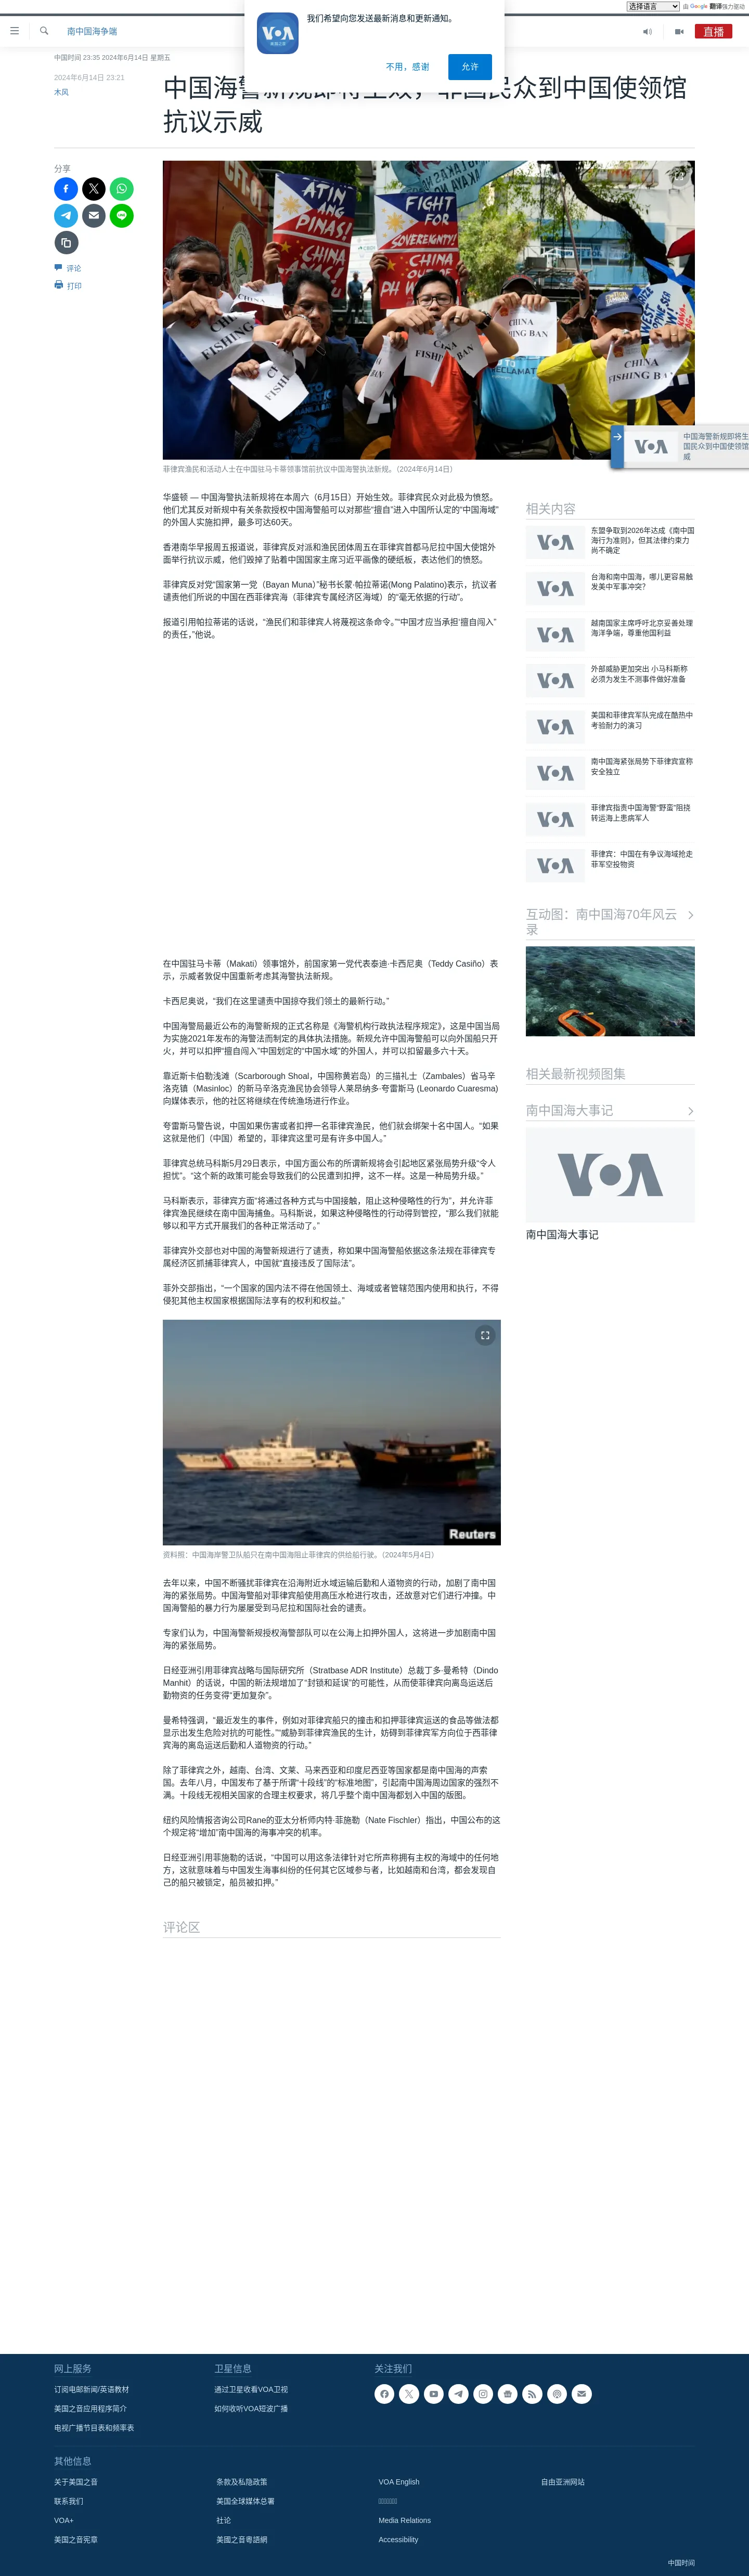 选择语言 由 Google 翻译强力驱动
我们希望向您发送最新消息和更新通知。
不用，感谢 允许
南中国海争端
直播
中国时间 23:35 2024年6月14日 星期五
2024年6月14日 23:21
木风
抗议示威
分享
评论
打印
ATIN ANG PINAS!
FIGHT FOR SOVEREIGNTY!
CHINA OUT OF PH
CHINA FISHING BAN
菲律宾渔民和活动人士在中国驻马卡蒂领事馆前抗议中国海警执法新规。（2024年6月14日）
中国海警新规即将生
国民众到中国使领馆
威
华盛顿 — 中国海警执法新规将在本周六（6月15日）开始生效。菲律宾民众对此极为愤怒。
他们尤其反对新规中有关条款授权中国海警船可以对那些“擅自”进入中国所认定的“中国海域”
的外国人实施扣押，最多可达60天。
香港南华早报周五报道说，菲律宾反对派和渔民团体周五在菲律宾首都马尼拉中国大使馆外
面举行抗议示威，他们毁掉了贴着中国国家主席习近平画像的硬纸板，表达他们的愤怒。
菲律宾反对党“国家第一党（Bayan Muna）”秘书长蒙·帕拉蒂诺(Mong Palatino)表示，抗议者
谴责他们所说的中国在西菲律宾海（菲律宾专属经济区海域）的“毫无依据的行动”。
报道引用帕拉蒂诺的话说，“渔民们和菲律宾人将蔑视这条命令。”“中国才应当承担‘擅自闯入’
的责任，”他说。
在中国驻马卡蒂（Makati）领事馆外，前国家第一党代表泰迪·卡西尼奥（Teddy Casiño）表
示，示威者敦促中国重新考虑其海警执法新规。
卡西尼奥说，“我们在这里谴责中国掠夺我们领土的最新行动。”
中国海警局最近公布的海警新规的正式名称是《海警机构行政执法程序规定》，这是中国当局
为实施2021年发布的海警法而制定的具体执法措施。新规允许中国海警船可以向外国船只开
火，并可以扣押“擅自闯入”中国划定的“中国水域”的外国人，并可以扣留最多六十天。
靠近斯卡伯勒浅滩（Scarborough Shoal，中国称黄岩岛）的三描礼士（Zambales）省马辛
洛克镇（Masinloc）的新马辛洛克渔民协会领导人莱昂纳多·夸雷斯马 (Leonardo Cuaresma)
向媒体表示，他的社区将继续在传统渔场进行作业。
夸雷斯马警告说，中国如果伤害或者扣押一名菲律宾渔民，他们就会绑架十名中国人。“如果
这就是他们（中国）希望的，菲律宾这里可是有许多中国人。”
菲律宾总统马科斯5月29日表示，中国方面公布的所谓新规将会引起地区紧张局势升级“令人
担忧”。“这个新的政策可能会导致我们的公民遭到扣押，这不一样。这是一种局势升级。”
马科斯表示，菲律宾方面“将通过各种方式与中国接触，阻止这种侵略性的行为”，并允许菲
律宾渔民继续在南中国海捕鱼。马科斯说，如果这种侵略性的行动得到管控，“那么我们就能
够以和平方式开展我们的各种正常活动了。”
菲律宾外交部也对中国的海警新规进行了谴责，称如果中国海警船依据这条法规在菲律宾专
属经济区抓捕菲律宾人，中国就“直接违反了国际法”。
菲外交部指出，“一个国家的国内法不得在他国领土、海域或者管辖范围内使用和执行，不得
侵犯其他主权国家根据国际法享有的权利和权益。”
Reuters
资料照：中国海岸警卫队船只在南中国海阻止菲律宾的供给船行驶。（2024年5月4日）
去年以来，中国不断骚扰菲律宾在沿海附近水域运输后勤和人道物资的行动，加剧了南中国
海的紧张局势。中国海警船对菲律宾船使用高压水枪进行攻击，还故意对它们进行冲撞。中
国海警船的暴力行为屡屡受到马尼拉和国际社会的谴责。
专家们认为，中国海警新规授权海警部队可以在公海上扣押外国人，这将进一步加剧南中国
海的紧张局势。
日经亚洲引用菲律宾战略与国际研究所（Stratbase ADR Institute）总裁丁多·曼希特（Dindo
Manhit）的话说，中国的新法规增加了“封锁和延误”的可能性，从而使菲律宾向离岛运送后
勤物资的任务变得“更加复杂”。
曼希特强调，“最近发生的事件，例如对菲律宾船只的撞击和扣押菲律宾运送的食品等做法都
显示出发生危险对抗的可能性。”“威胁到菲律宾渔民的生计，妨碍到菲律宾军方向位于西菲律
宾海的离岛运送后勤和人道物资的行动。”
除了菲律宾之外，越南、台湾、文莱、马来西亚和印度尼西亚等国家都是南中国海的声索
国。去年八月，中国发布了基于所谓“十段线”的“标准地图”，引起南中国海周边国家的强烈不
满。十段线无视相关国家的合理主权要求，将几乎整个南中国海都划入中国的版图。
纽约风险情报咨询公司Rane的亚太分析师内特·菲施勒（Nate Fischler）指出，中国公布的这
个规定将“增加”南中国海的海事冲突的机率。
日经亚洲引用菲施勒的话说，“中国可以用这条法律针对它所声称拥有主权的海域中的任何地
方，这就意味着与中国发生海事纠纷的任何其它区域参与者，比如越南和台湾，都会发现自
己的船只被锁定，船员被扣押。”
评论区
相关内容
东盟争取到2026年达成《南中国
海行为准则》，但其法律约束力
尚不确定
台海和南中国海，哪儿更容易触
发美中军事冲突？
越南国家主席呼吁北京妥善处理
海洋争端，尊重他国利益
外部威胁更加突出 小马科斯称
必须为发生不测事件做好准备
美国和菲律宾军队完成在酷热中
考验耐力的演习
南中国海紧张局势下菲律宾宣称
安全独立
菲律宾指责中国海警“野蛮”阻挠
转运海上患病军人
菲律宾：中国在有争议海域抢走
菲军空投物资
互动图：南中国海70年风云
录
相关最新视频图集
南中国海大事记
南中国海大事记
网上服务
订阅电邮新闻/英语教材
美国之音应用程序简介
电视广播节目表和频率表
卫星信息
通过卫星收看VOA卫视
如何收听VOA短波广播
关注我们
其他信息
关于美国之音 条款及私隐政策 VOA English 自由亚洲网站
联系我们 美国全球媒体总署
VOA+ 社论 Media Relations
美国之音宪章 美國之音粵語網 Accessibility
中国时间